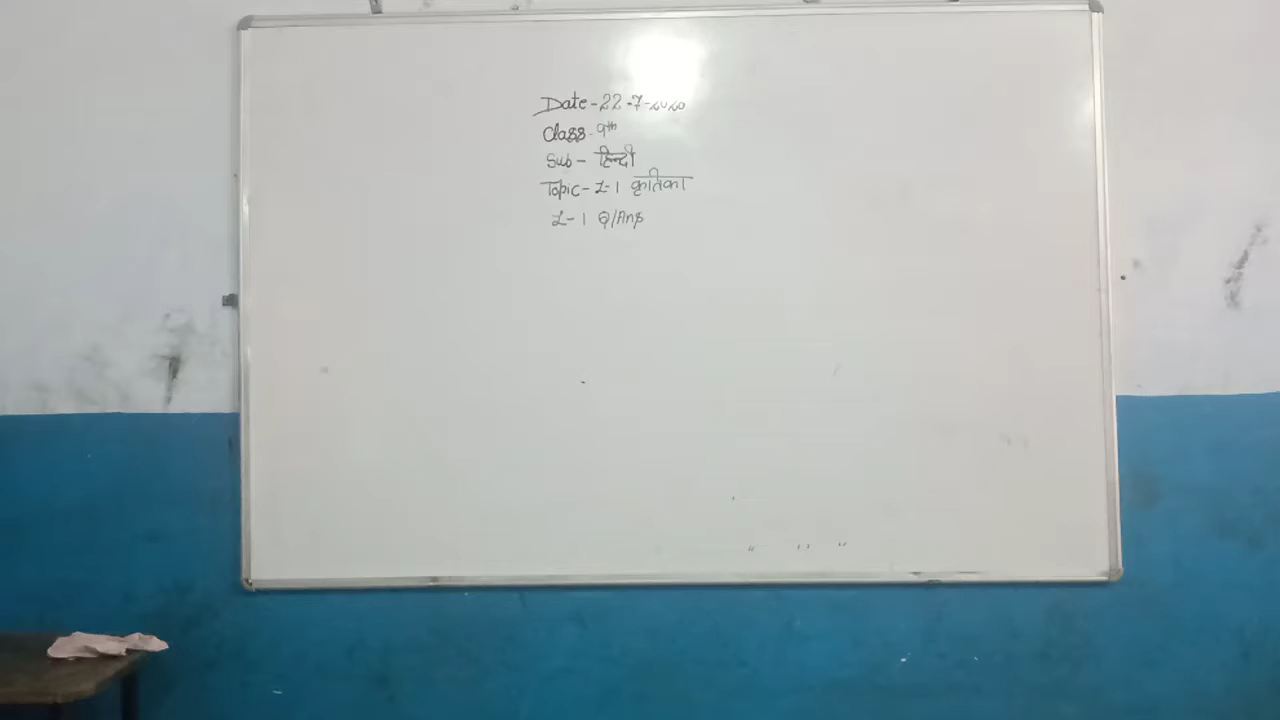 Date - 22-7-2020
Class - 9th
Sub - हिन्दी
Topic - L-1 कृतिका
L-1 Q/Ans